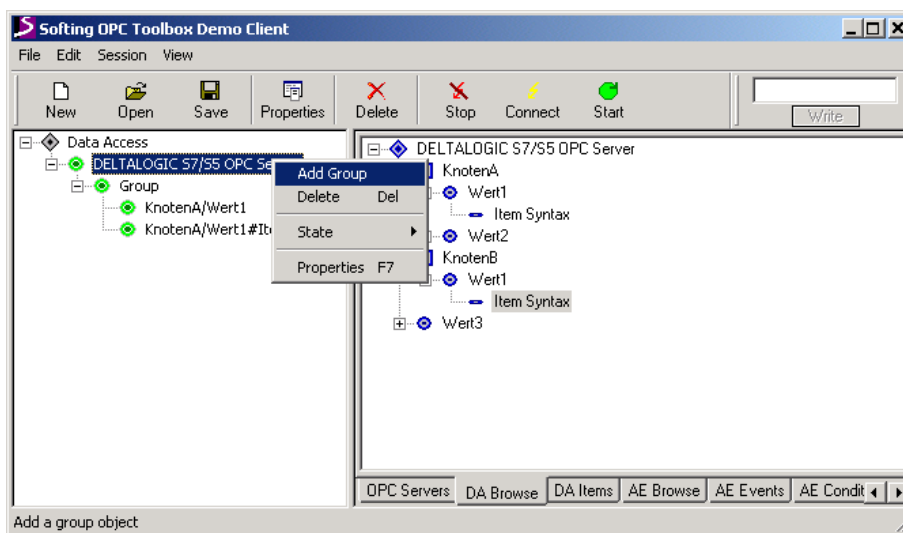 Softing OPC Toolbox Demo Client
File Edit Session View
New Open Save Properties Delete Stop Connect Start Write
Data Access
DELTALOGIC S7/S5 OPC Se
Group
KnotenA/Wert1
KnotenA/Wert1#It
Add Group
Delete Del
State
Properties F7
DELTALOGIC S7/S5 OPC Server
KnotenA
Wert1
Item Syntax
Wert2
KnotenB
Wert1
Item Syntax
Wert3
OPC Servers DA Browse DA Items AE Browse AE Events AE Condit
Add a group object